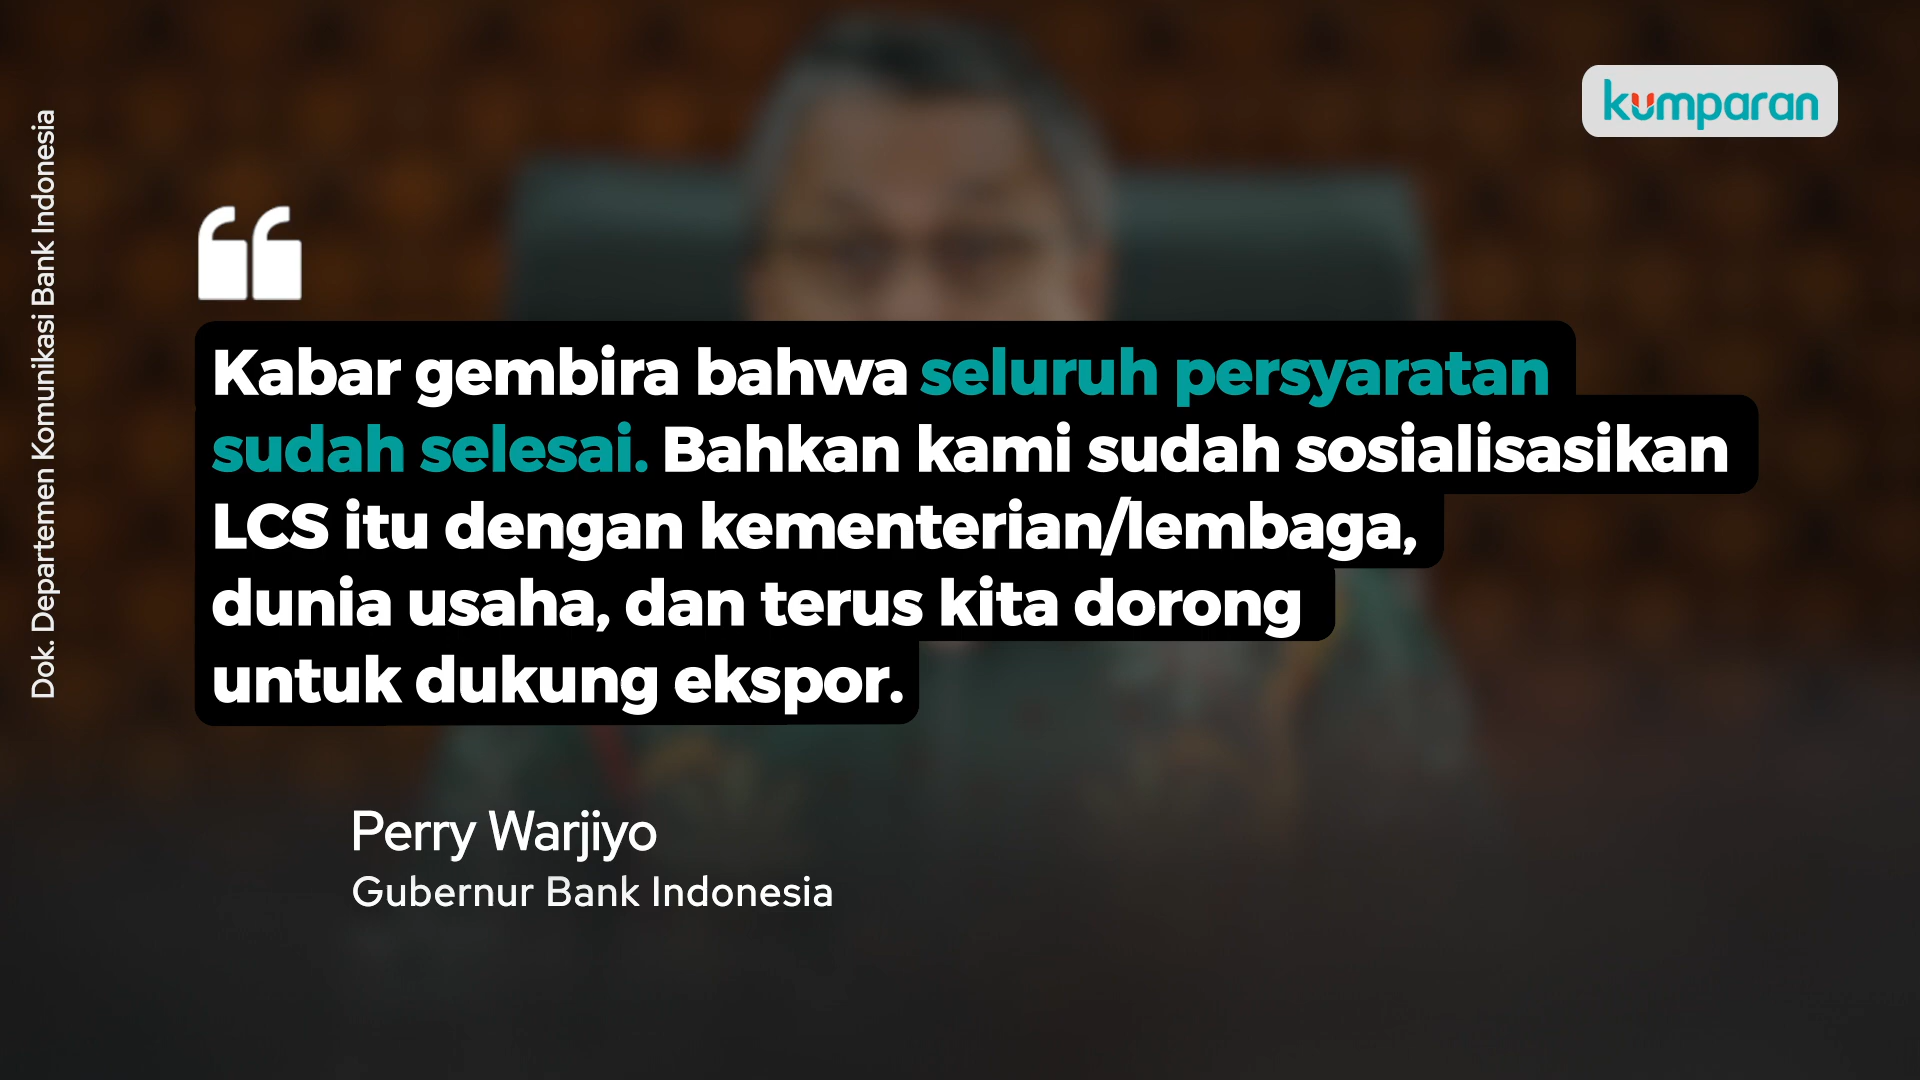 kumparan
Dok. Departemen Komunikasi Bank Indonesia
Kabar gembira bahwa seluruh persyaratan
sudah selesai. Bahkan kami sudah sosialisasikan
LCS itu dengan kementerian/lembaga,
dunia usaha, dan terus kita dorong
untuk dukung ekspor.
Perry Warjiyo
Gubernur Bank Indonesia